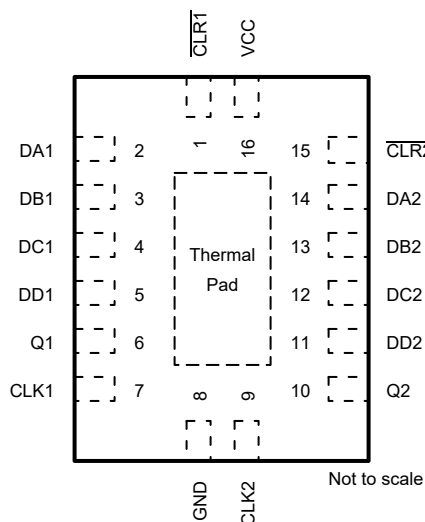 CLR1 VCC
1 16
DA1 2 15 CLR2
DB1 3 14 DA2
DC1 4 13 DB2
DD1 5 12 DC2
Q1 6 11 DD2
CLK1 7 10 Q2
Thermal
Pad
8 9
GND CLK2
Not to scale